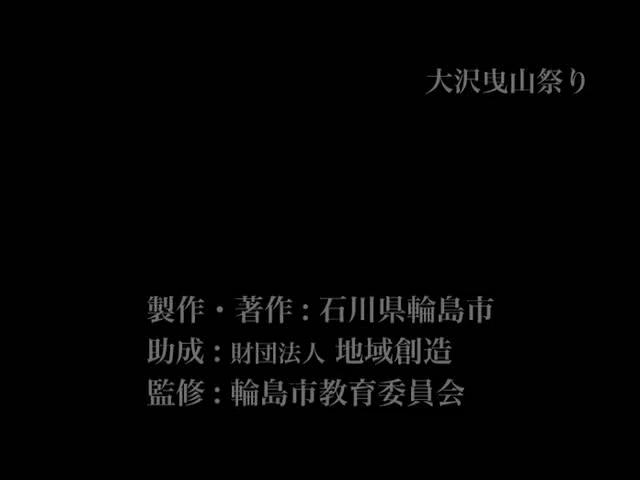 大沢曳山祭り
製作・著作 : 石川県輪島市
助成 : 財団法人 地域創造
監修 : 輪島市教育委員会